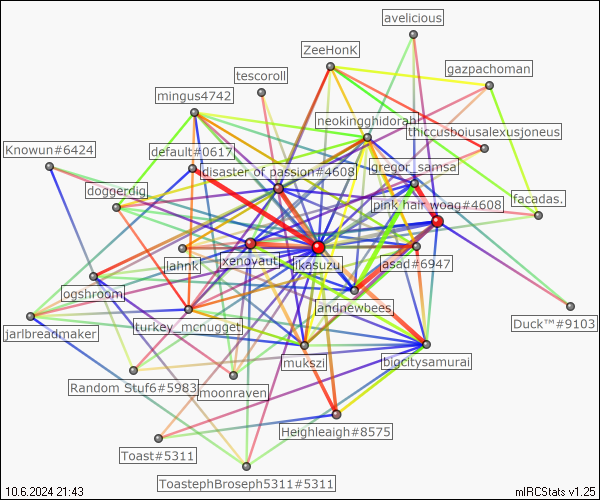 avelicious
ZeeHonK
gazpachoman
tescoroll
mingus4742
neokingghidorah
thiccusboiusalexusjoneus
Knowun#6424
default#0617
gregor_samsa
disaster of passion#4608
doggerdig
facadas.
pink hair woag#4608
xenoyaut
ikasuzu
asad#6947
lahnk
ogshroom
andnewbees
Duck™#9103
jarlbreadmaker
turkey_mcnugget
mukszi
bigcitysamurai
Random Stuf6#5983
moonraven
Heighleaigh#8575
Toast#5311
ToastephBroseph5311#5311
10.6.2024 21:43
mIRCStats v1.25